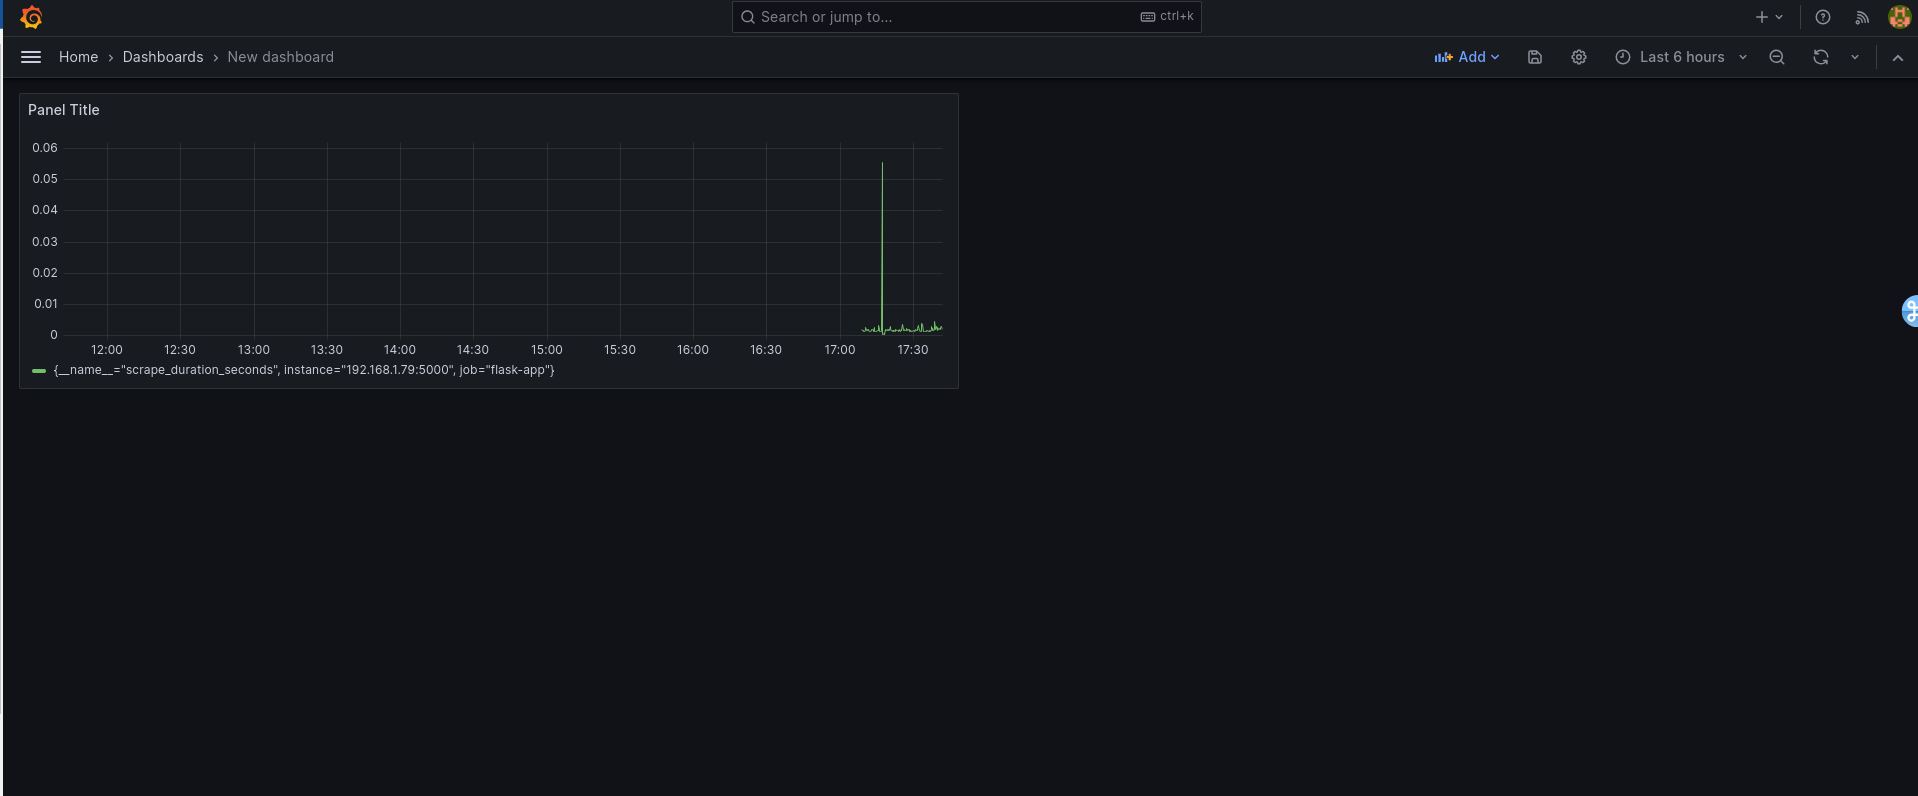 Search or jump to... ctrl+k
Home › Dashboards › New dashboard Add Last 6 hours
Panel Title
0.06
0.05
0.04
0.03
0.02
0.01
0
12:00 12:30 13:00 13:30 14:00 14:30 15:00 15:30 16:00 16:30 17:00 17:30
{__name__="scrape_duration_seconds", instance="192.168.1.79:5000", job="flask-app"}